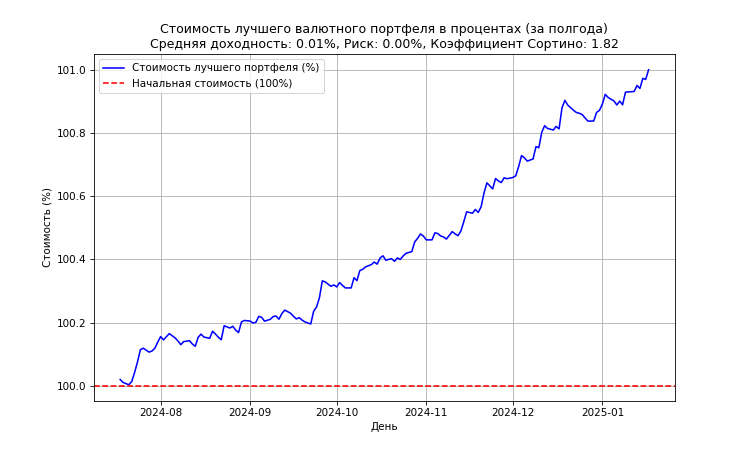 Стоимость лучшего валютного портфеля в процентах (за полгода)
Средняя доходность: 0.01%, Риск: 0.00%, Коэффициент Сортино: 1.82
Стоимость лучшего портфеля (%)
Начальная стоимость (100%)
Стоимость (%)
101.0
100.8
100.6
100.4
100.2
100.0
2024-08 2024-09 2024-10 2024-11 2024-12 2025-01
День